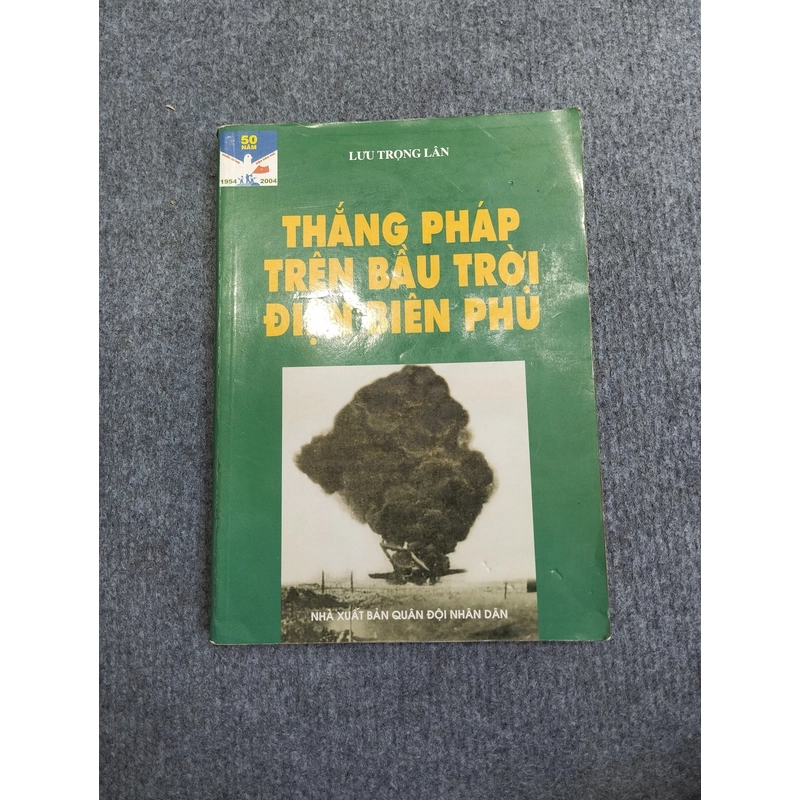 50
NĂM
1954 2004
LƯU TRỌNG LÂN
THẮNG PHÁP
TRÊN BẦU TRỜI
ĐIỆN BIÊN PHỦ
NHÀ XUẤT BẢN QUÂN ĐỘI NHÂN DÂN